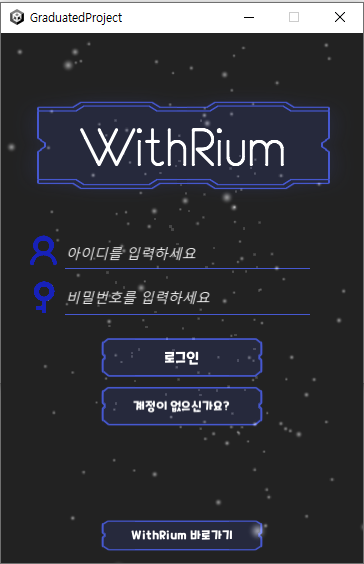 GraduatedProject
WithRium
아이디를 입력하세요
비밀번호를 입력하세요
로그인
계정이 없으신가요?
WithRium 바로가기